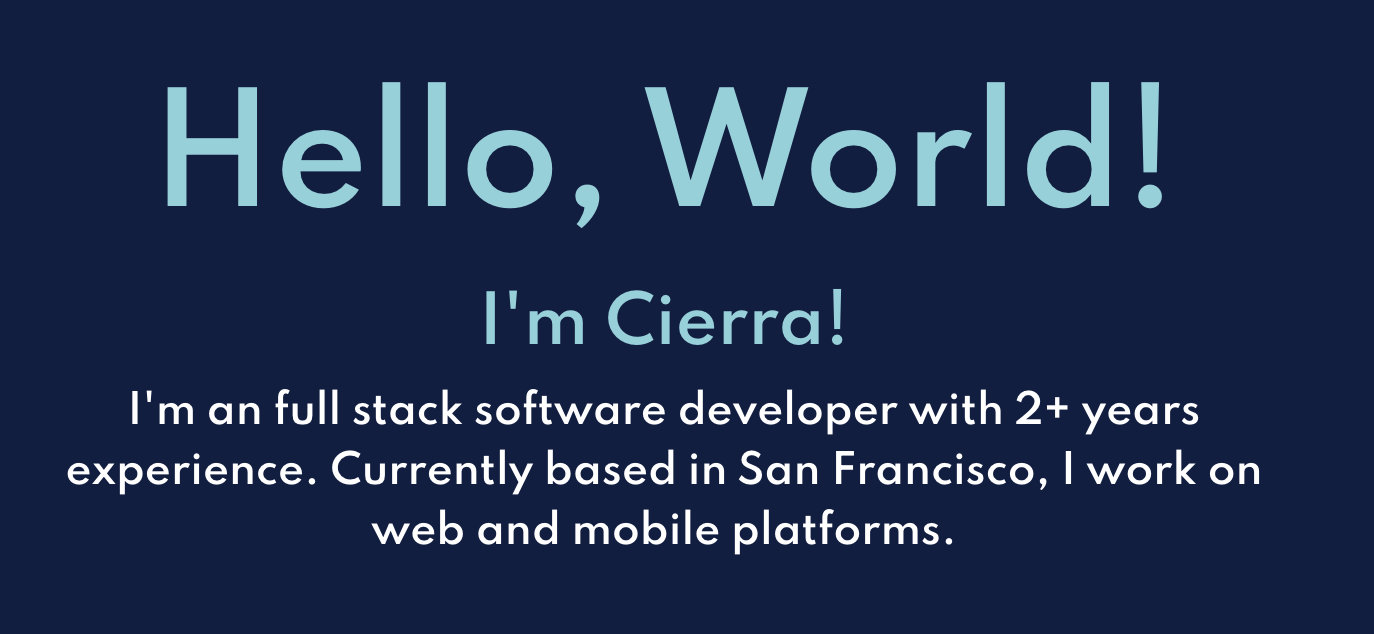 Hello, World!
I'm Cierra!
I'm an full stack software developer with 2+ years
experience. Currently based in San Francisco, I work on
web and mobile platforms.